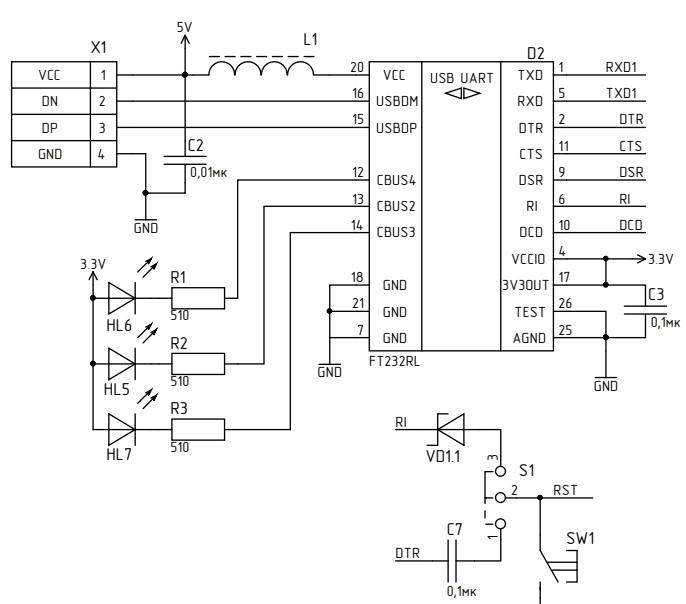 5V
X1
L1
D2
VCC 1
20 VCC USB UART TXD 1 RXD1
DN 2
16 USBDM RXD 5 TXD1
DP 3
15 USBDP DTR 2 DTR
GND 4
C2
0,01мк
CTS 11 CTS
12 CBUS4 DSR 9 DSR
13 CBUS2 RI 6 RI
14 CBUS3 DCD 10 DCD
GND
VCCIO 4 3.3V
3.3V
R1
510
HL6
18 GND 3V3OUT 17
C3
0,1мк
21 GND TEST 26
7 GND AGND 25
GND
FT232RL
GND
R2
510
HL5
R3
510
HL7
RI
VD1.1
3
S1
2 RST
1
C7
DTR
0,1мк
SW1